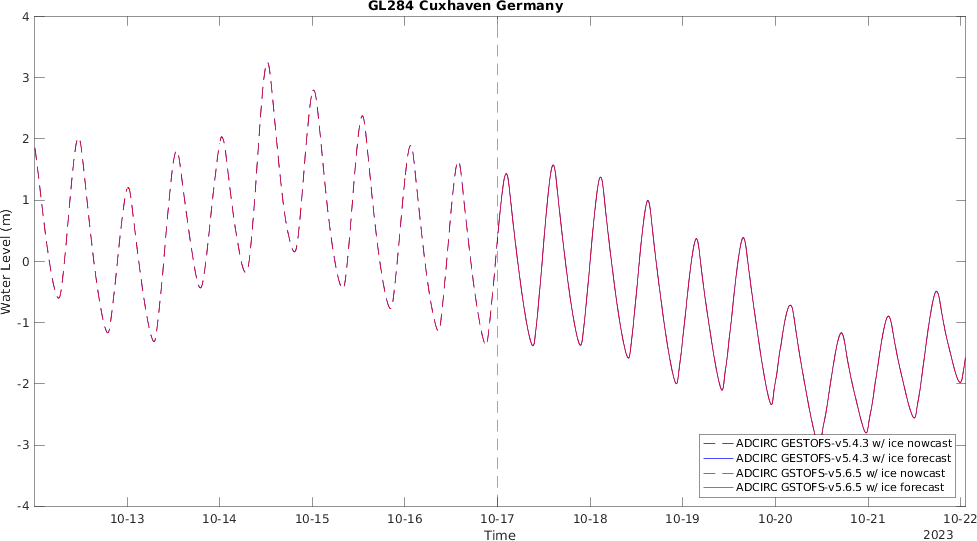 GL284 Cuxhaven Germany
4
3
2
1
0
-1
-2
-3
-4
Water Level (m)
ADCIRC GESTOFS-v5.4.3 w/ ice nowcast
ADCIRC GESTOFS-v5.4.3 w/ ice forecast
ADCIRC GSTOFS-v5.6.5 w/ ice nowcast
ADCIRC GSTOFS-v5.6.5 w/ ice forecast
10-13 10-14 10-15 10-16 10-17 10-18 10-19 10-20 10-21 10-22
Time
2023